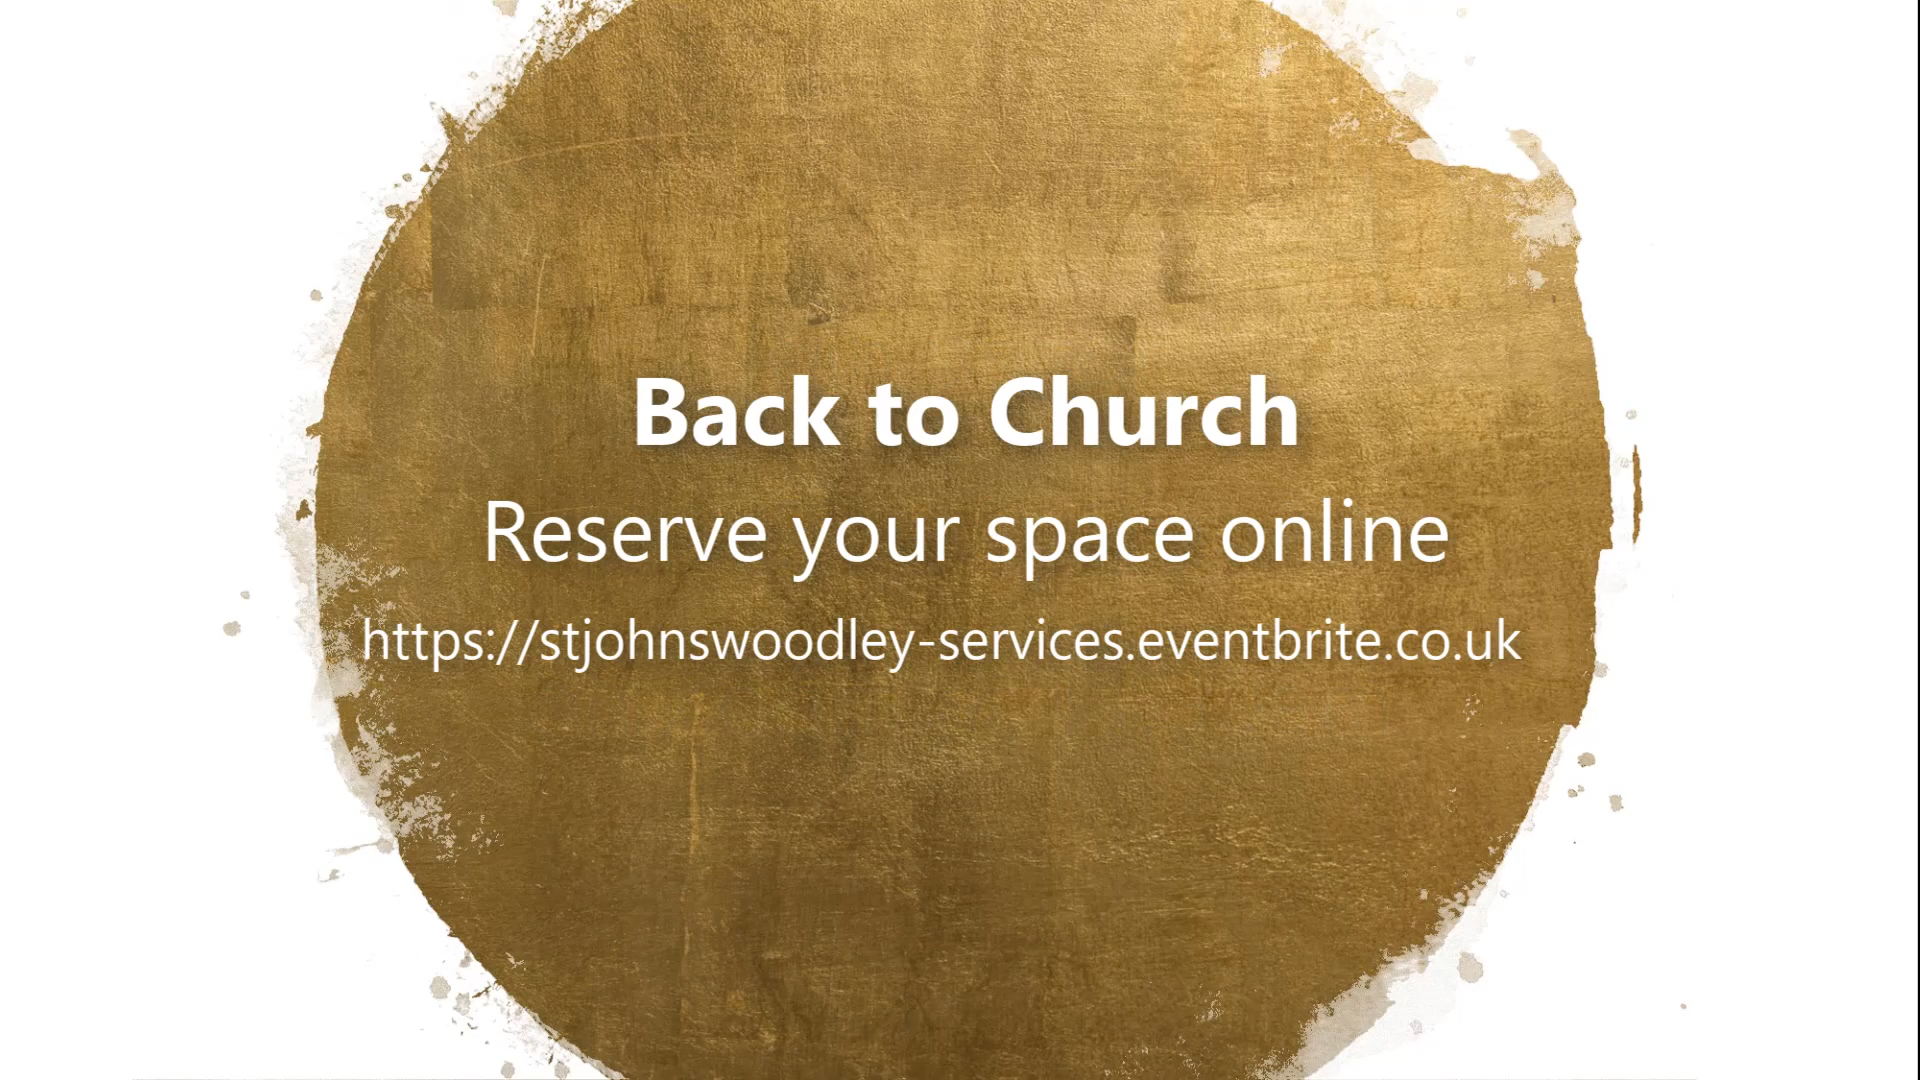 Back to Church
Reserve your space online
https://stjohnswoodley-services.eventbrite.co.uk